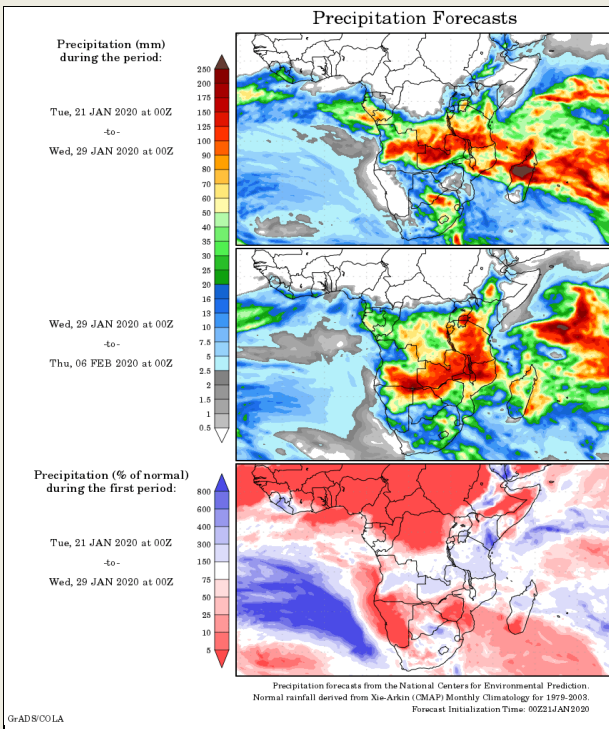 Precipitation Forecasts
Precipitation (mm)
during the period:
Tue, 21 JAN 2020 at 00Z
-to-
Wed, 29 JAN 2020 at 00Z
250
200
175
150
125
100
90
80
70
60
50
40
35
30
25
20
16
13
10
7.5
5
2.5
2
1.5
1
0.5
Wed, 29 JAN 2020 at 00Z
-to-
Thu, 06 FEB 2020 at 00Z
Precipitation (% of normal)
during the first period:
Tue, 21 JAN 2020 at 00Z
-to-
Wed, 29 JAN 2020 at 00Z
800
600
400
300
150
75
50
25
10
5
Precipitation forecasts from the National Centers for Environmental Prediction.
Normal rainfall derived from Xie-Arkin (CMAP) Monthly Climatology for 1979-2003.
Forecast Initialization Time: 00Z21JAN2020
GrADS/COLA